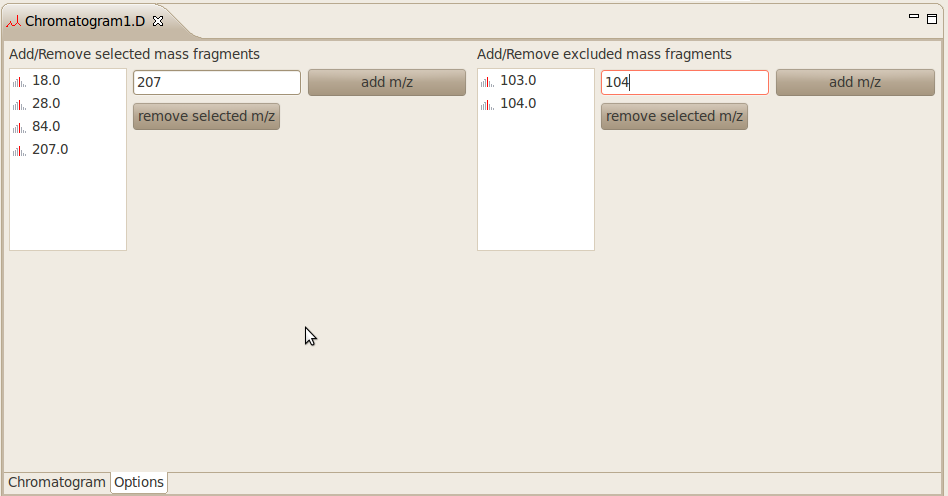 Chromatogram1.D
Add/Remove selected mass fragments
18.0
28.0
84.0
207.0
207
add m/z
remove selected m/z
Add/Remove excluded mass fragments
103.0
104.0
104
add m/z
remove selected m/z
Chromatogram
Options